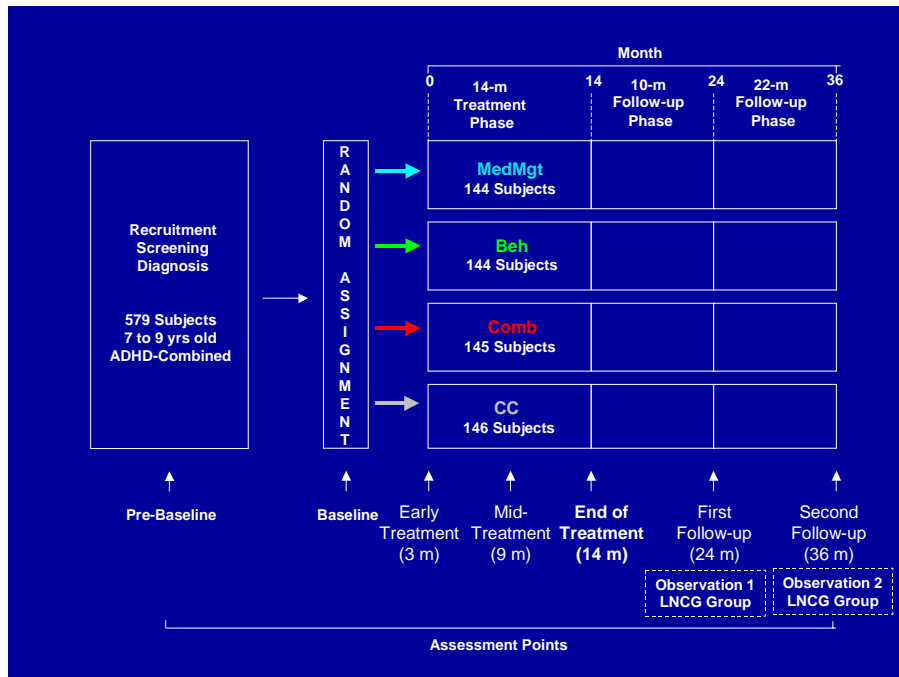 Month
0
14
24
36
14-m
Treatment
Phase
10-m
Follow-up
Phase
22-m
Follow-up
Phase
Recruitment
Screening
Diagnosis
579 Subjects
7 to 9 yrs old
ADHD-Combined
RANDOM ASSIGNMENT
MedMgt
144 Subjects
Beh
144 Subjects
Comb
145 Subjects
CC
146 Subjects
Pre-Baseline
Baseline
Early
Treatment
(3 m)
Mid-
Treatment
(9 m)
End of
Treatment
(14 m)
First
Follow-up
(24 m)
Second
Follow-up
(36 m)
Observation 1
LNCG Group
Observation 2
LNCG Group
Assessment Points